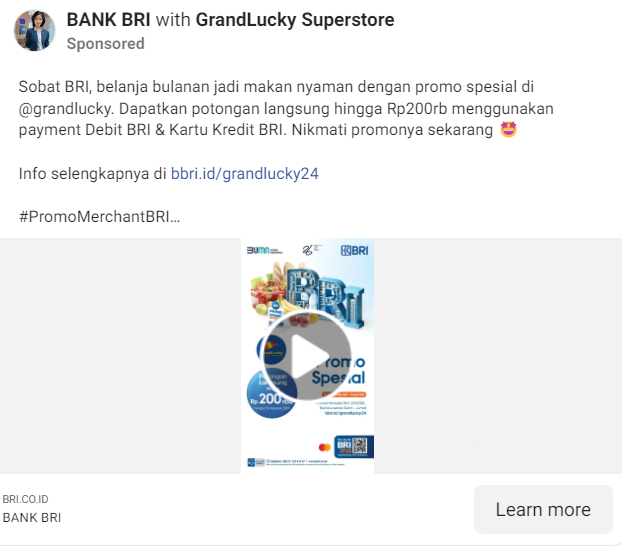 BANK BRI with GrandLucky Superstore
Sponsored
Sobat BRI, belanja bulanan jadi makan nyaman dengan promo spesial di
@grandlucky. Dapatkan potongan langsung hingga Rp200rb menggunakan
payment Debit BRI & Kartu Kredit BRI. Nikmati promonya sekarang 🤩
Info selengkapnya di bbri.id/grandlucky24
#PromoMerchantBRI...
BUMN
BRI
BRI
Promo
Spesial
Potongan
Langsung
Rp 200
bbri.id/grandlucky24
BRI
BRI.CO.ID
BANK BRI
Learn more